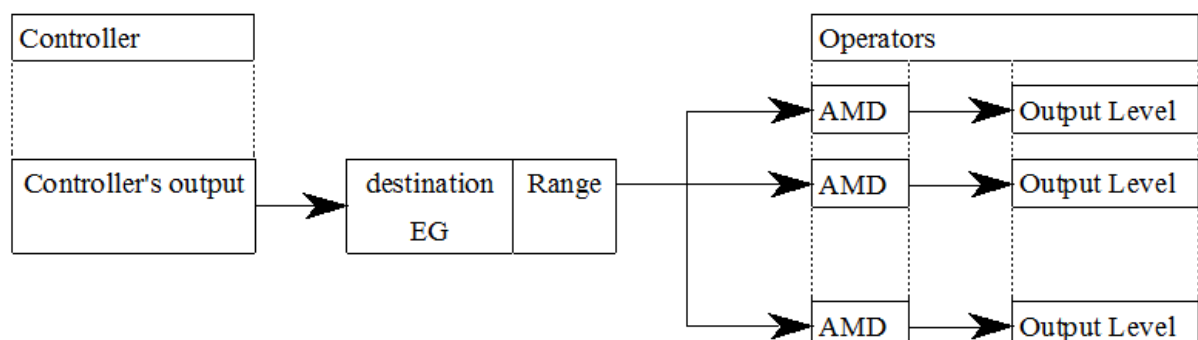 Controller
Operators
AMD
Output Level
Controller's output
destination
EG
Range
AMD
Output Level
AMD
Output Level